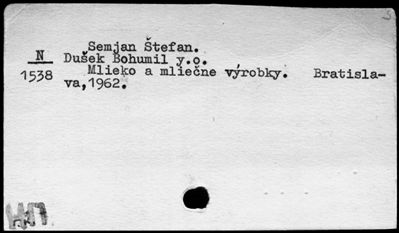 Semjan Štefan.
N Dušek Bohumil y.o.
1538 Mlieko a mliečne výrobky. Bratisla-
va,1962.